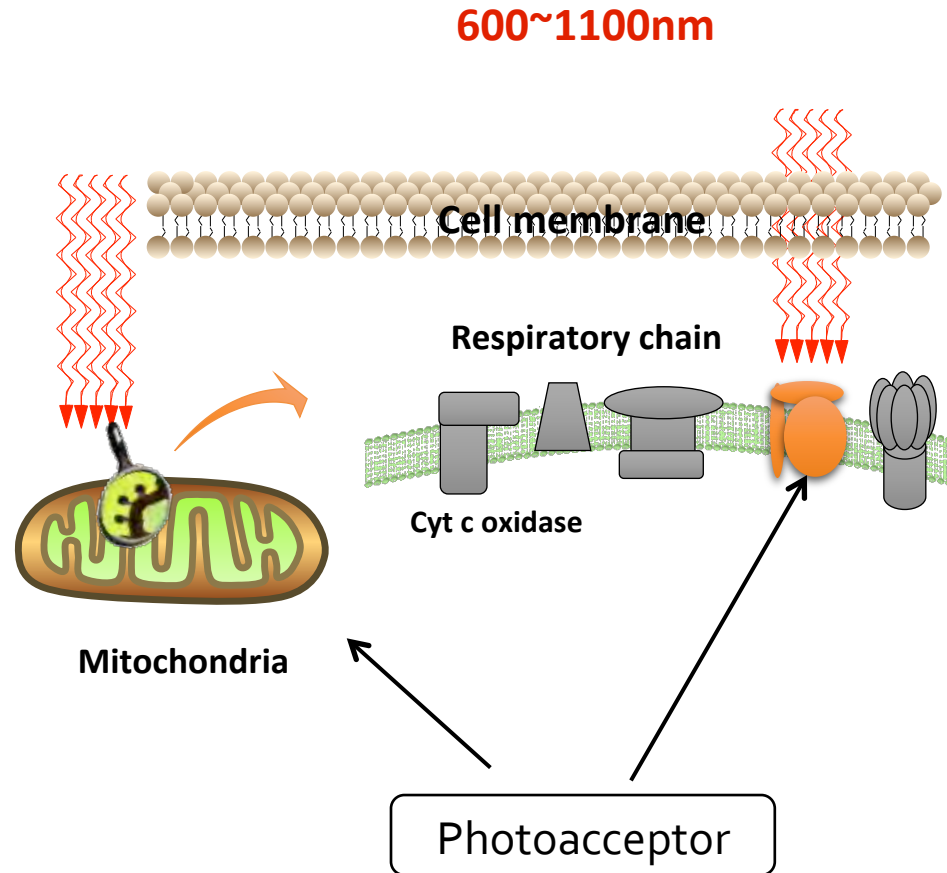 600~1100nm
Cell membrane
Respiratory chain
Cyt c oxidase
Mitochondria
Photoacceptor